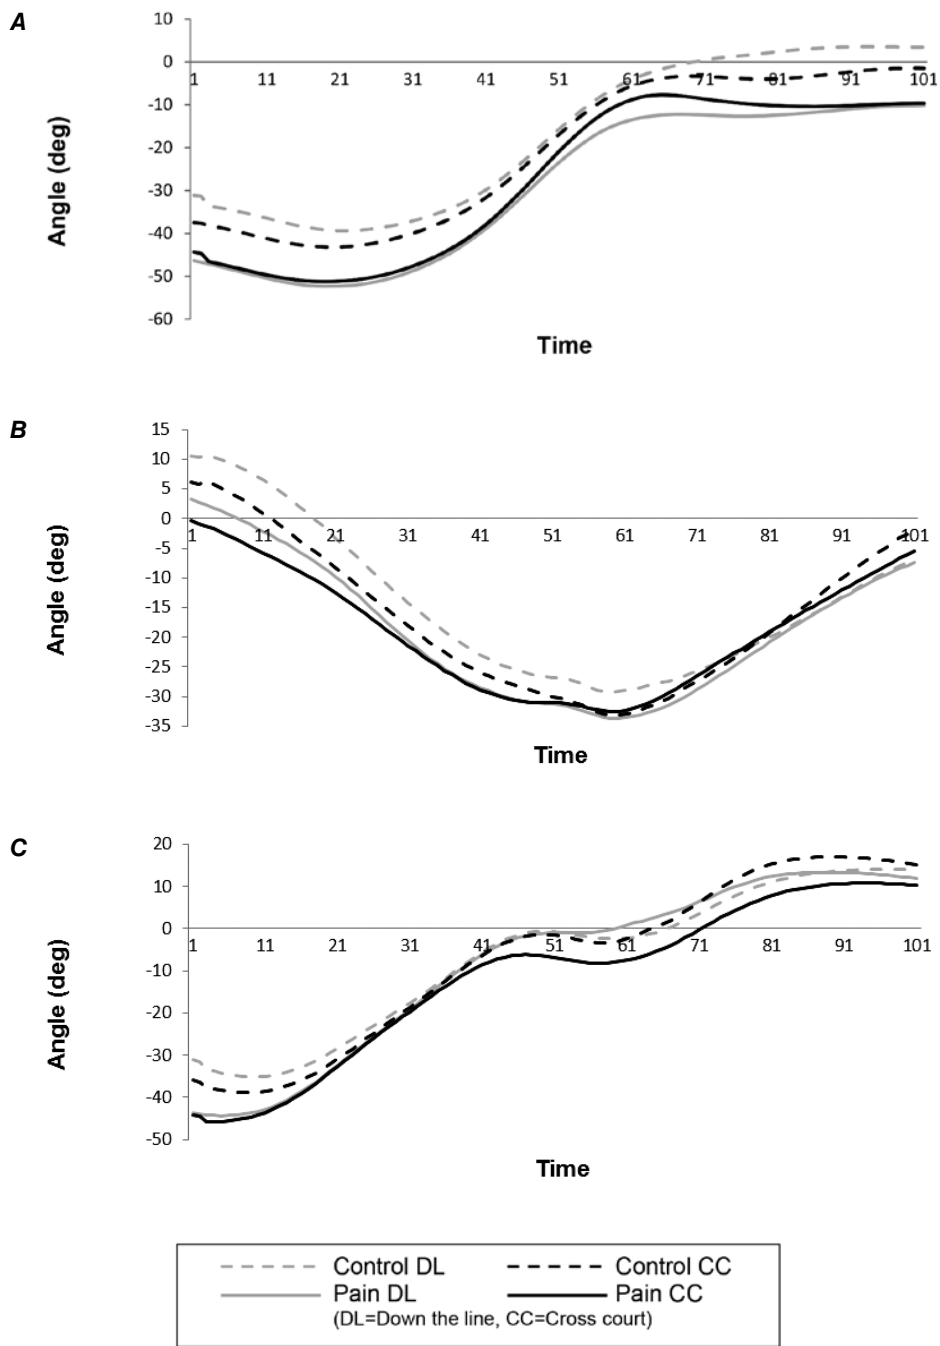 A
10
0
-10
-20
-30
-40
-50
-60
1 11 21 31 41 51 61 71 81 91 101
Angle (deg)
Time
B
15
10
5
0
-5
-10
-15
-20
-25
-30
-35
1 11 21 31 41 51 61 71 81 91 101
Angle (deg)
Time
C
20
10
0
-10
-20
-30
-40
-50
1 11 21 31 41 51 61 71 81 91 101
Angle (deg)
Time
Control DL Control CC
Pain DL Pain CC
(DL=Down the line, CC=Cross court)